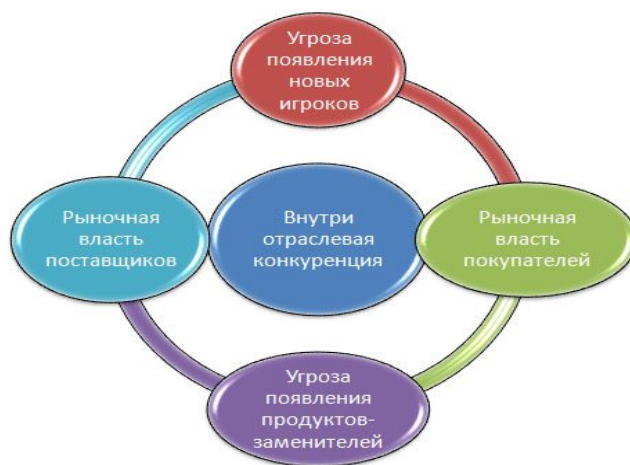 Угроза
появления
новых
игроков
Рыночная
власть
поставщиков
Внутри
отраслевая
конкуренция
Рыночная
власть
покупателей
Угроза
появления
продуктов-
заменителей